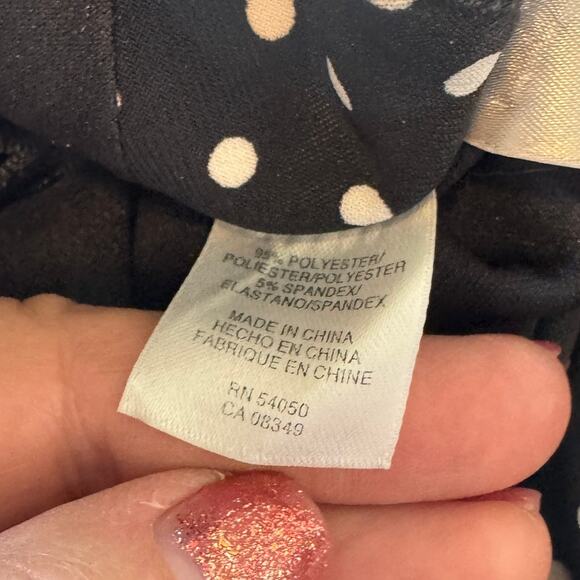 95% POLYESTER/
POLIESTER/POLYESTER
5% SPANDEX/
ELASTANO/SPANDEX
MADE IN CHINA
HECHO EN CHINA
FABRIQUE EN CHINE
RN 54050
CA 08349